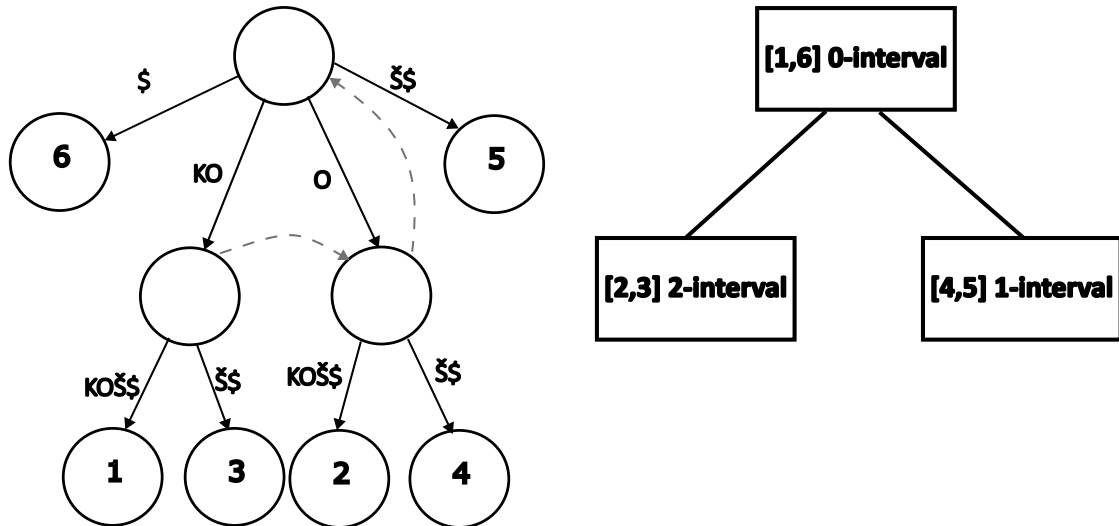 [1,6] 0-interval
$
Š$
6
5
KO
O
[2,3] 2-interval
[4,5] 1-interval
KOŠ$
Š$
KOŠ$
Š$
1
3
2
4